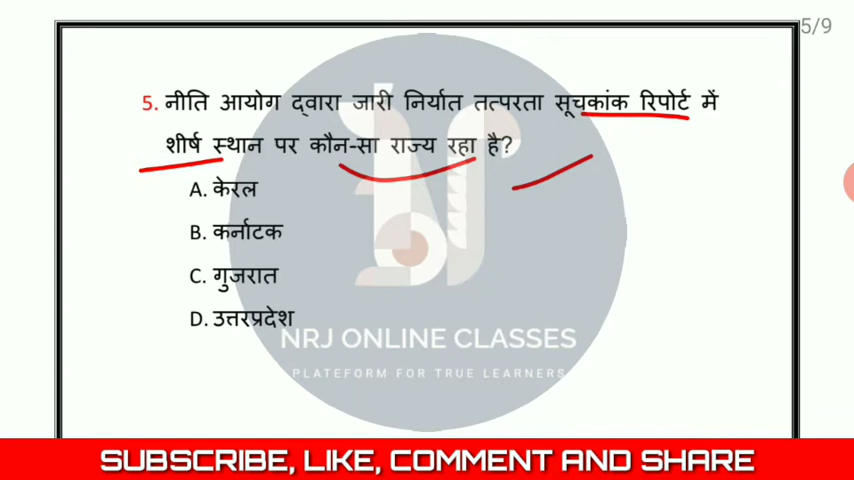 5/9
5. नीति आयोग द्वारा जारी निर्यात तत्परता सूचकांक रिपोर्ट में
शीर्ष स्थान पर कौन-सा राज्य रहा है?
A. केरल
B. कर्नाटक
C. गुजरात
D. उत्तरप्रदेश
NRJ ONLINE CLASSES
PLATEFORM FOR TRUE LEARNERS
SUBSCRIBE, LIKE, COMMENT AND SHARE